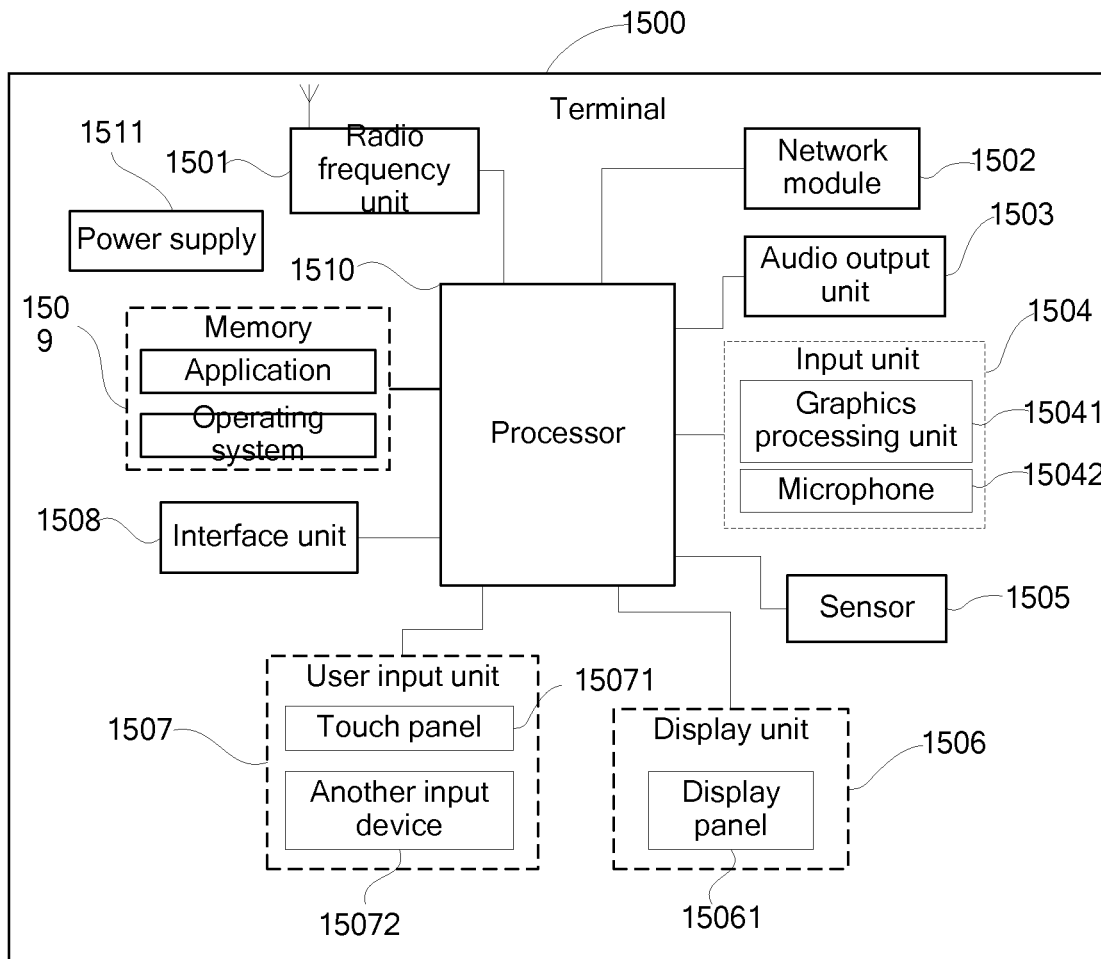 1500
Terminal
1511
1501
Radio
frequency
unit
Network
module
1502
Power supply
1503
Audio output
unit
1510
150
9
Memory
Application
Operating
system
Processor
1504
Input unit
Graphics
processing unit
15041
Microphone
15042
1508
Interface unit
Sensor
1505
User input unit
15071
1507
Touch panel
Another input
device
15072
Display unit
1506
Display
panel
15061